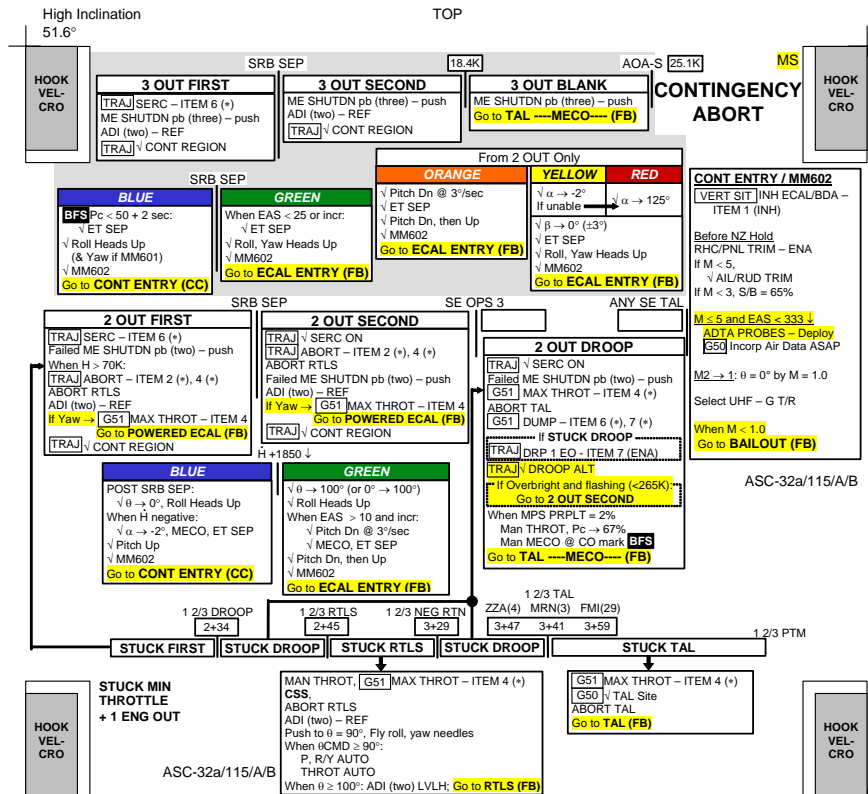 High Inclination
51.6°
TOP
HOOK
VEL-
CRO
HOOK
VEL-
CRO
SRB SEP
18.4K
AOA-S 25.1K
MS
CONTINGENCY
ABORT
3 OUT FIRST
TRAJ SERC – ITEM 6 (*)
ME SHUTDN pb (three) – push
ADI (two) – REF
TRAJ √ CONT REGION
3 OUT SECOND
ME SHUTDN pb (three) – push
ADI (two) – REF
TRAJ √ CONT REGION
3 OUT BLANK
ME SHUTDN pb (three) – push
Go to TAL ----MECO---- (FB)
SRB SEP
BLUE
BFS Pc < 50 + 2 sec:
√ ET SEP
√ Roll Heads Up
(& Yaw if MM601)
√ MM602
Go to CONT ENTRY (CC)
GREEN
When EAS < 25 or incr:
√ ET SEP
√ Roll, Yaw Heads Up
√ MM602
Go to ECAL ENTRY (FB)
From 2 OUT Only
ORANGE
√ Pitch Dn @ 3°/sec
√ ET SEP
√ Pitch Dn, then Up
√ MM602
Go to ECAL ENTRY (FB)
YELLOW
RED
√ α → -2°
If unable
√ α → 125°
√ β → 0° (±3°)
√ ET SEP
√ Roll, Yaw Heads Up
√ MM602
Go to ECAL ENTRY (FB)
CONT ENTRY / MM602
VERT SIT INH ECAL/BDA –
ITEM 1 (INH)
Before NZ Hold
RHC/PNL TRIM – ENA
If M < 5,
√ AIL/RUD TRIM
If M < 3, S/B = 65%
M ≤ 5 and EAS < 333 ↓
ADTA PROBES – Deploy
G50 Incorp Air Data ASAP
M2 → 1: θ = 0° by M = 1.0
Select UHF – G T/R
When M < 1.0
Go to BAILOUT (FB)
ASC-32a/115/A/B
SRB SEP
SE OPS 3
ANY SE TAL
2 OUT FIRST
TRAJ SERC – ITEM 6 (*)
Failed ME SHUTDN pb (two) – push
When H > 70K:
TRAJ ABORT – ITEM 2 (*), 4 (*)
ABORT RTLS
ADI (two) – REF
If Yaw → G51 MAX THROT – ITEM 4
Go to POWERED ECAL (FB)
TRAJ √ CONT REGION
2 OUT SECOND
TRAJ √ SERC ON
TRAJ ABORT – ITEM 2 (*), 4 (*)
ABORT RTLS
Failed ME SHUTDN pb (two) – push
ADI (two) – REF
If Yaw → G51 MAX THROT – ITEM 4
Go to POWERED ECAL (FB)
TRAJ √ CONT REGION
2 OUT DROOP
TRAJ √ SERC ON
Failed ME SHUTDN pb (two) – push
G51 MAX THROT – ITEM 4 (*)
ABORT TAL
G51 DUMP – ITEM 6 (*), 7 (*)
If STUCK DROOP
TRAJ DRP 1 EO - ITEM 7 (ENA)
TRAJ √ DROOP ALT
If Overbright and flashing (<265K):
Go to 2 OUT SECOND
When MPS PRPLT = 2%
Man THROT, Pc → 67%
Man MECO @ CO mark BFS
Go to TAL ----MECO---- (FB)
Ḣ +1850 ↓
BLUE
POST SRB SEP:
√ θ → 0°, Roll Heads Up
When Ḣ negative:
√ α → -2°, MECO, ET SEP
√ Pitch Up
√ MM602
Go to CONT ENTRY (CC)
GREEN
√ θ → 100° (or 0° → 100°)
√ Roll Heads Up
When EAS > 10 and incr:
√ Pitch Dn @ 3°/sec
√ MECO, ET SEP
√ Pitch Dn, then Up
√ MM602
Go to ECAL ENTRY (FB)
1 2/3 DROOP
2+34
1 2/3 RTLS
2+45
1 2/3 NEG RTN
3+29
1 2/3 TAL
ZZA(4) MRN(3) FMI(29)
3+47 3+41 3+59
1 2/3 PTM
STUCK FIRST
STUCK DROOP
STUCK RTLS
STUCK DROOP
STUCK TAL
HOOK
VEL-
CRO
STUCK MIN
THROTTLE
+ 1 ENG OUT
ASC-32a/115/A/B
MAN THROT, G51 MAX THROT – ITEM 4 (*)
CSS,
ABORT RTLS
ADI (two) – REF
Push to θ = 90°, Fly roll, yaw needles
When θCMD ≥ 90°:
P, R/Y AUTO
THROT AUTO
When θ ≥ 100°: ADI (two) LVLH; Go to RTLS (FB)
G51 MAX THROT – ITEM 4 (*)
G50 √ TAL Site
ABORT TAL
Go to TAL (FB)
HOOK
VEL-
CRO